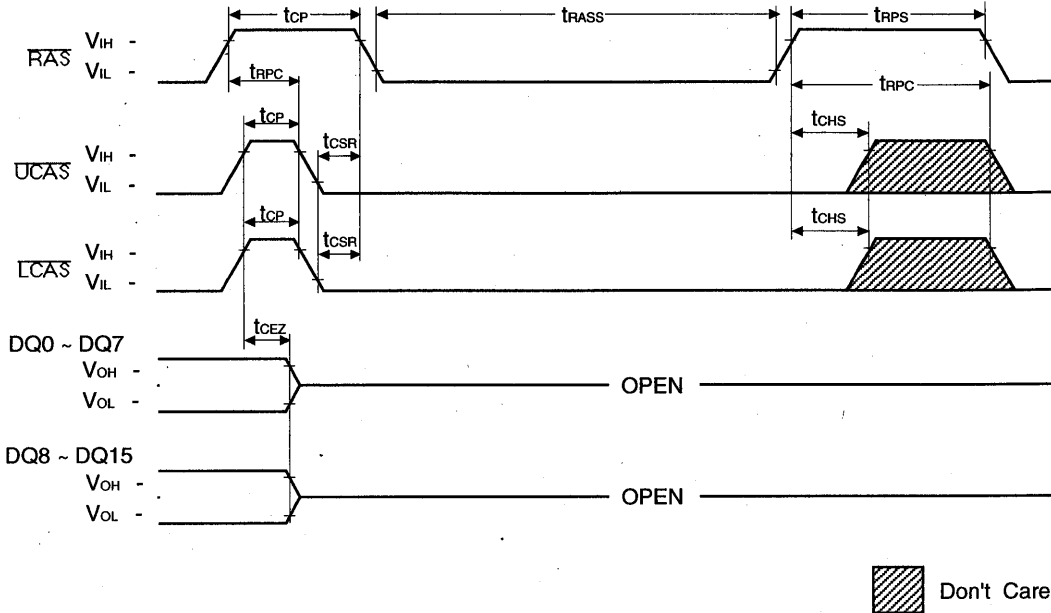 tCP tRASS tRPS
RAS VIH -
VIL -
tRPC tRPC
tCP tCSR tCHS
UCAS VIH -
VIL -
tCP tCSR tCHS
LCAS VIH -
VIL -
tCEZ
DQ0 ~ DQ7
VOH -
OPEN
VOL -
DQ8 ~ DQ15
VOH -
OPEN
VOL -
Don't Care